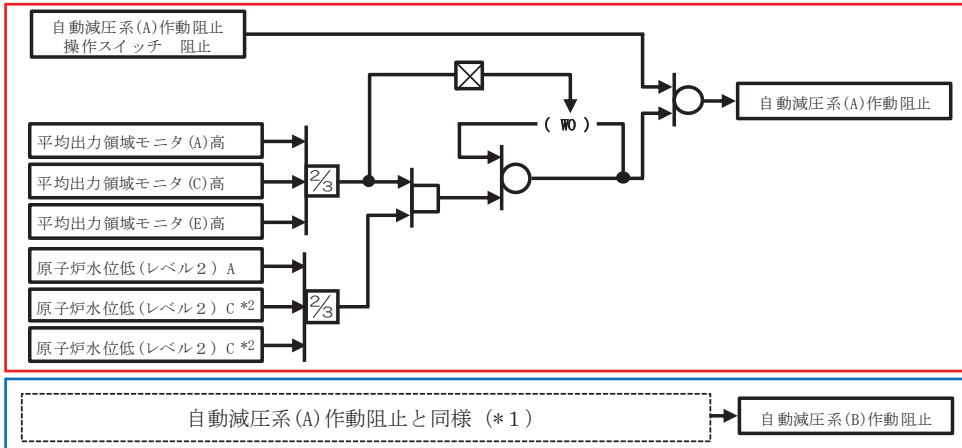 自動減圧系(A)作動阻止
操作スイッチ　阻止
自動減圧系(A)作動阻止
( WO )
平均出力領域モニタ(A)高
平均出力領域モニタ(C)高
平均出力領域モニタ(E)高
2/3
原子炉水位低(レベル２) A
原子炉水位低(レベル２) C *2
原子炉水位低(レベル２) C *2
2/3
自動減圧系(A)作動阻止と同様 (*１)
自動減圧系(B)作動阻止